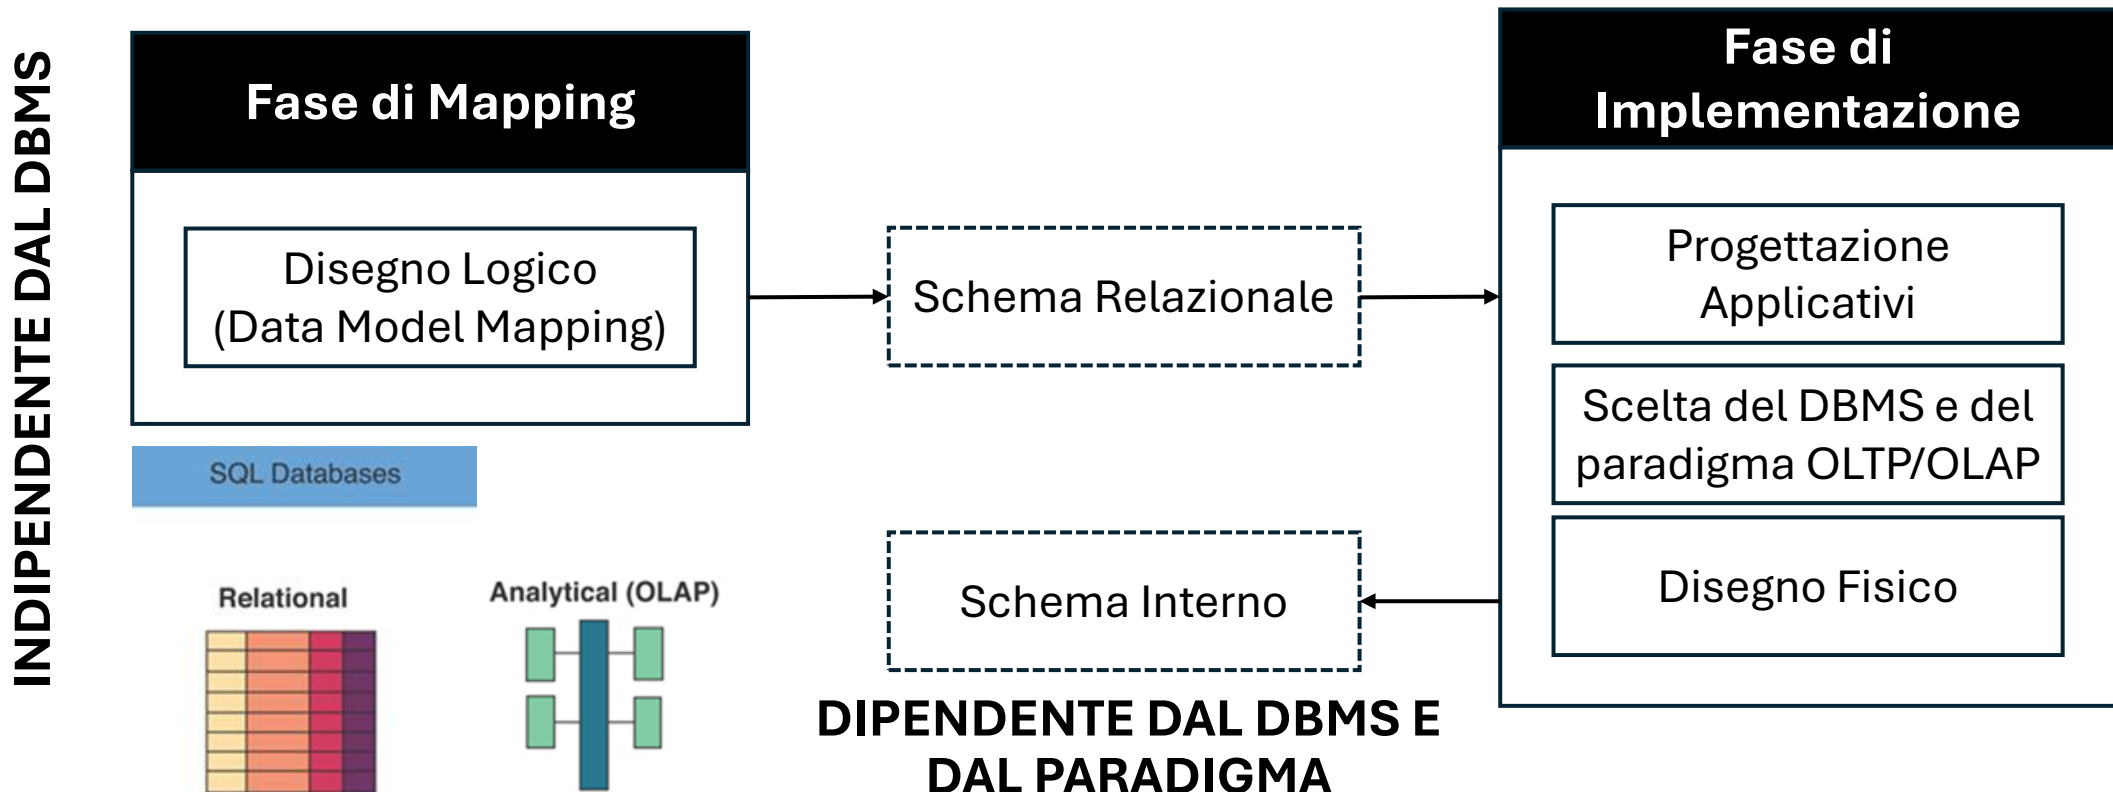 INDIPENDENTE DAL DBMS
Fase di Mapping
Disegno Logico
(Data Model Mapping)
SQL Databases
Relational
Analytical (OLAP)
Schema Relazionale
Schema Interno
DIPENDENTE DAL DBMS E
DAL PARADIGMA
Fase di
Implementazione
Progettazione
Applicativi
Scelta del DBMS e del
paradigma OLTP/OLAP
Disegno Fisico